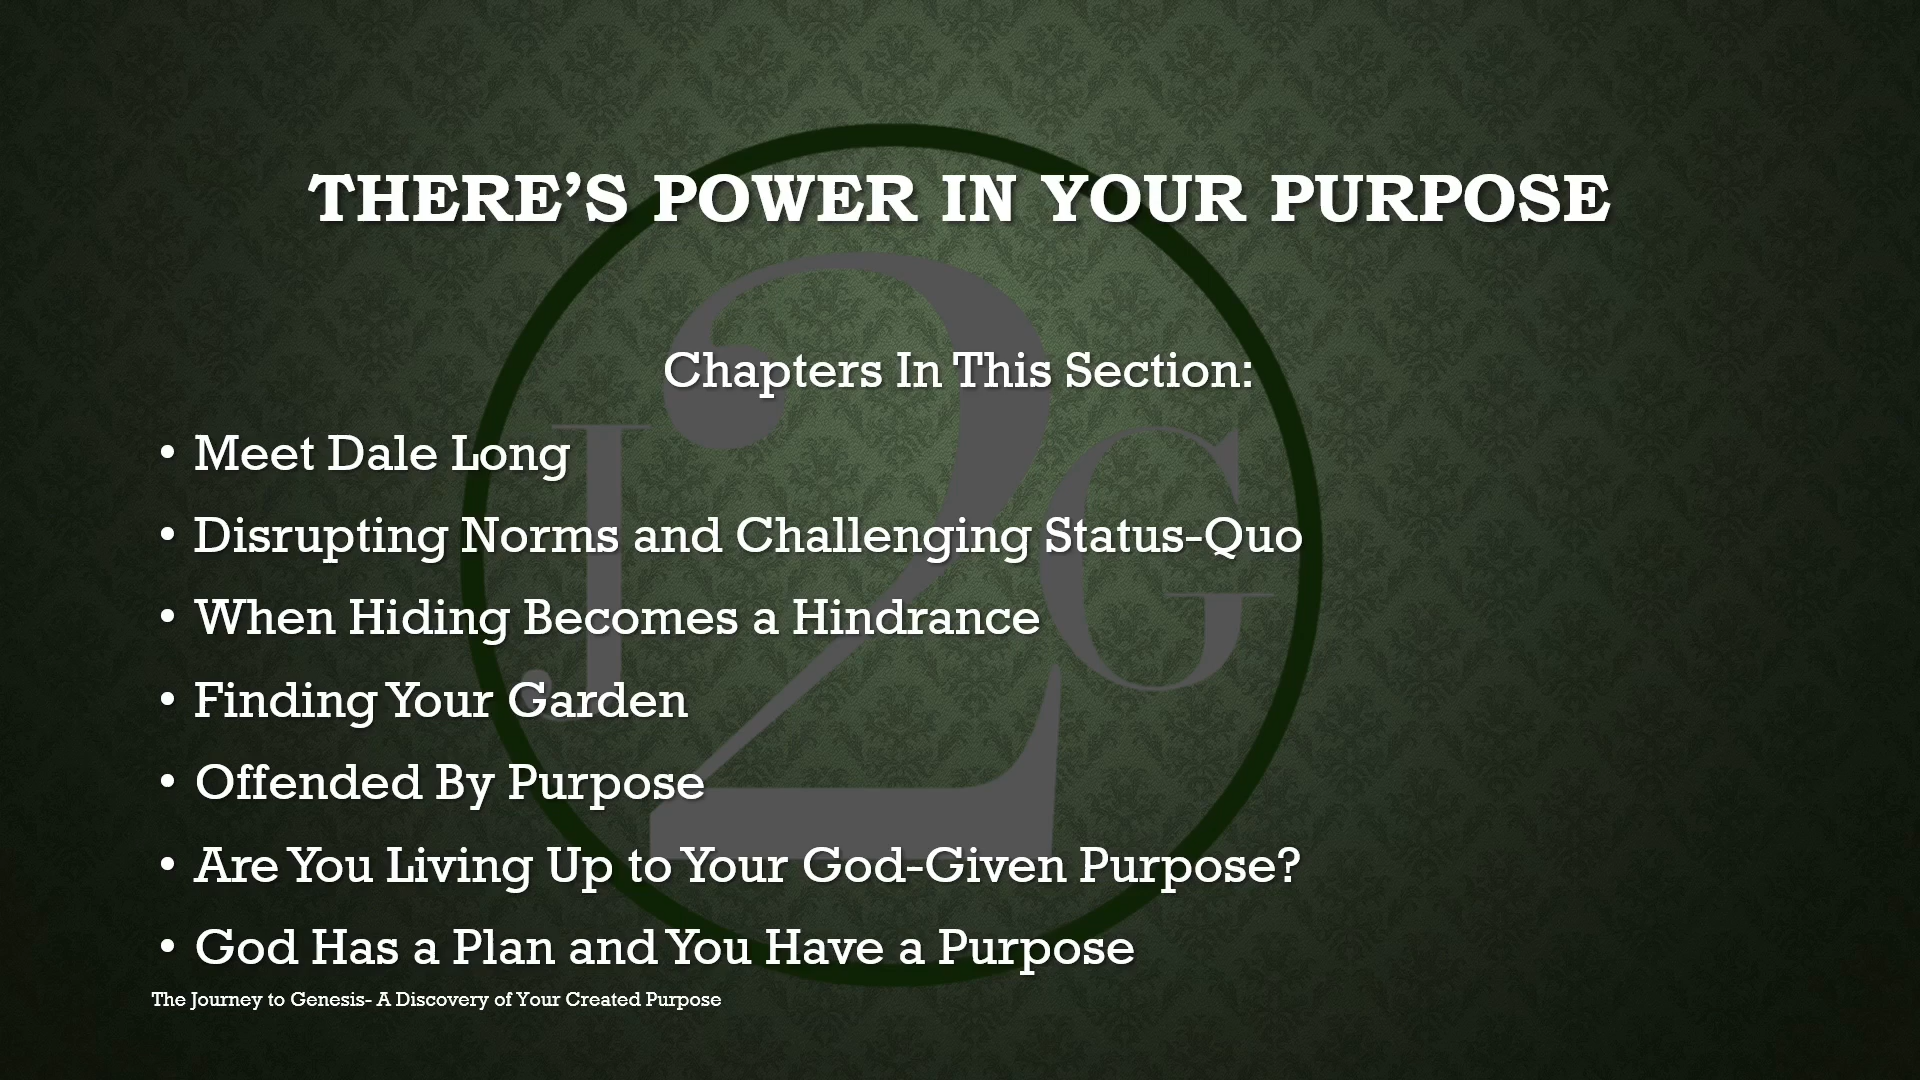 THERE'S POWER IN YOUR PURPOSE
Chapters In This Section:
• Meet Dale Long
• Disrupting Norms and Challenging Status-Quo
• When Hiding Becomes a Hindrance
• Finding Your Garden
• Offended By Purpose
• Are You Living Up to Your God-Given Purpose?
• God Has a Plan and You Have a Purpose
The Journey to Genesis- A Discovery of Your Created Purpose
J2G